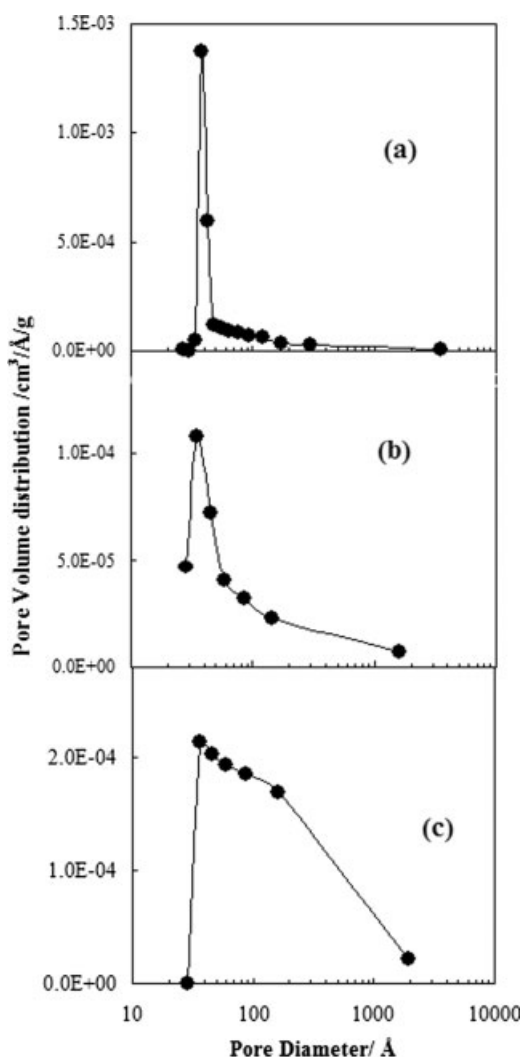 Pore Volume distribution /cm³/Å/g
1.5E-03
1.0E-03
5.0E-04
0.0E+00
(a)
1.0E-04
5.0E-05
0.0E+00
(b)
2.0E-04
1.0E-04
0.0E+00
(c)
10 100 1000 10000
Pore Diameter/ Å